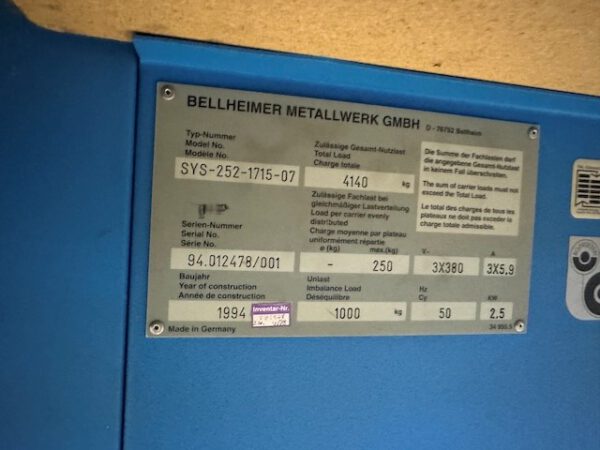 BELLHEIMER METALLWERK GMBH D - 76752 Bellheim
Typ-Nummer
Model No.
Modèle No.
SYS-252-1715-07
Zulässige Gesamt-Nutzlast
Total Load
Charge totale
4140 kg
Die Summe der Fachlasten darf
die angegebene Gesamt-Nutzlast
in keinem Fall überschreiten.
The sum of carrier loads must not
exceed the Total Load.
Le total des charges de tous les
plateaux ne doit pas excéder la
charge totale admissible.
Zulässige Fachlast bei
gleichmäßiger Lastverteilung
Load per carrier evenly
distributed
Charge moyenne par plateau
uniformément répartie
ø (kg) max.(kg)
- 250
V~
3X380
A
3X5,9
Serien-Nummer
Serial No.
Série No.
94.012478/001
Baujahr
Year of construction
Année de construction
1994
Inventar-Nr.
Unlast
Imbalance Load
Déséquilibre
1000 kg
Hz
Cy
50
KW
2,5
Made in Germany